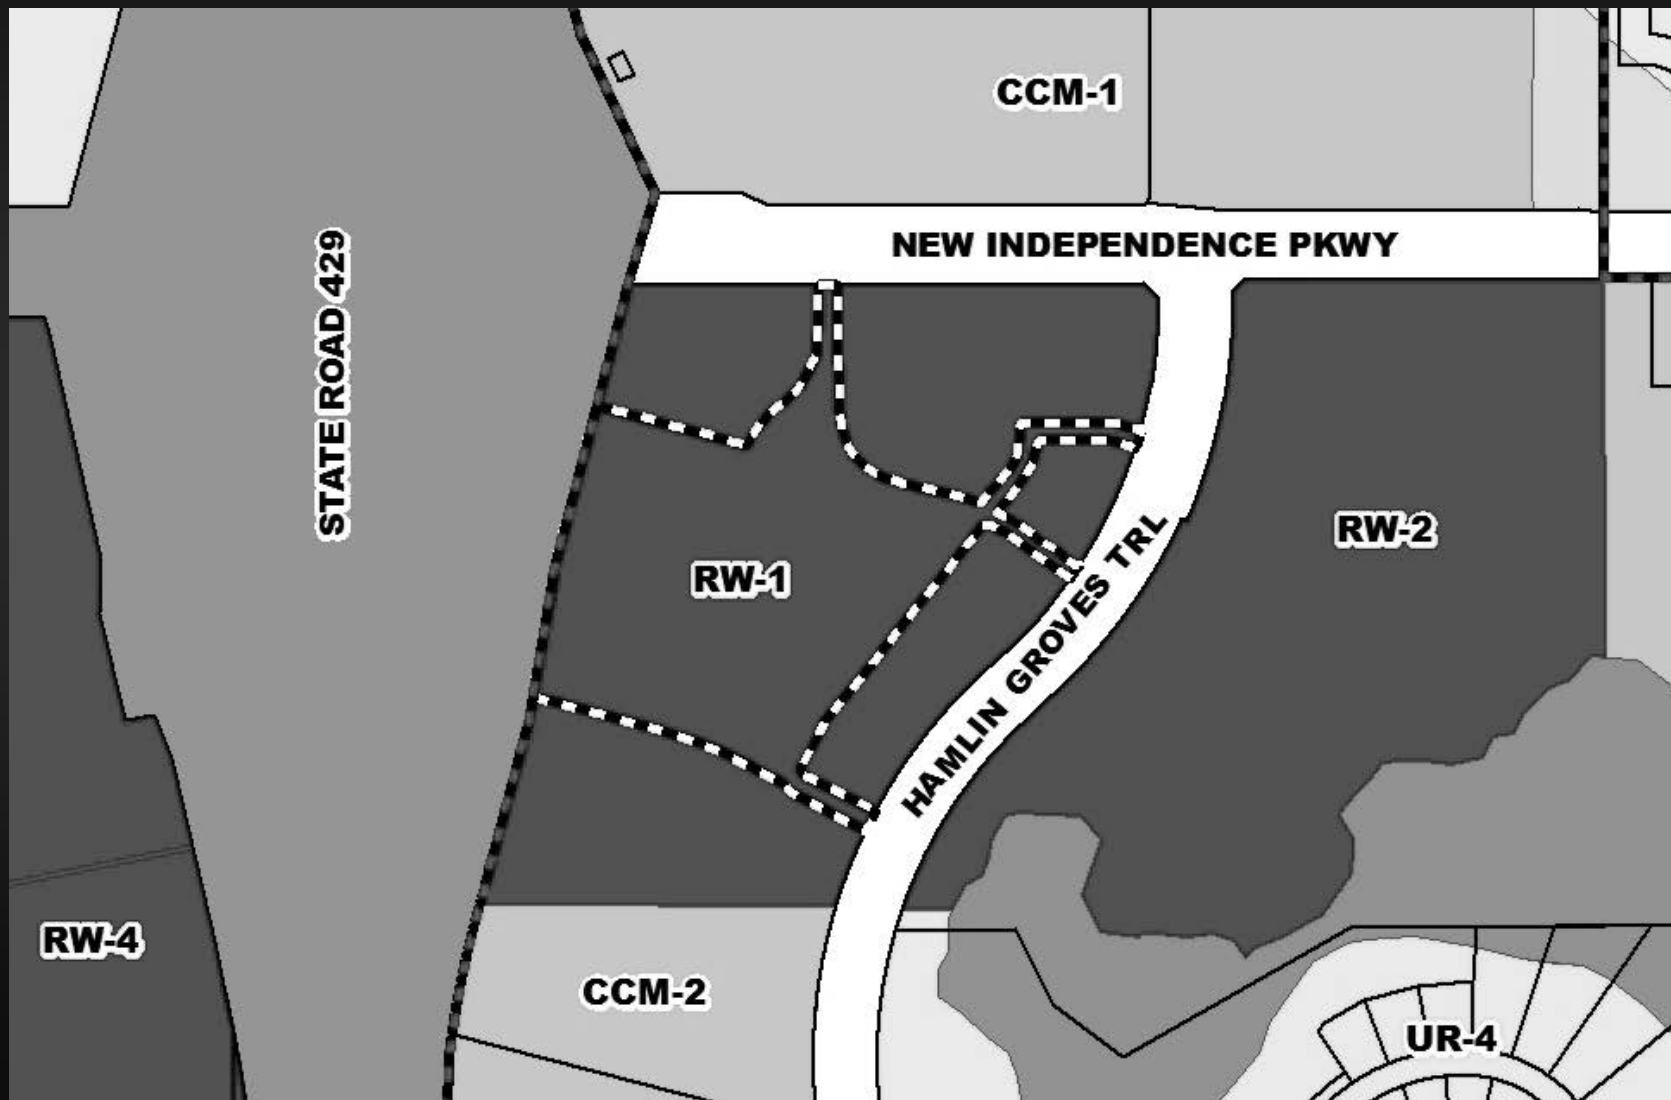 CCM-1
NEW INDEPENDENCE PKWY
STATE ROAD 429
RW-2
RW-1
HAMLIN GROVES TRL
RW-4
CCM-2
UR-4